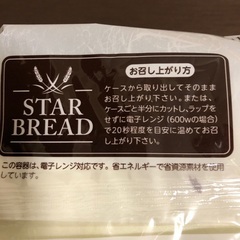 STAR
BREAD
お召し上がり方
ケースから取り出してそのまま
お召し上がり下さい。または、
ケースごと半分にカットし、ラップを
せずに電子レンジ(600wの場合)
で20秒程度を目安に温めてお召
し上がり下さい。
この容器は、電子レンジ対応です。省エネルギーで省資源素材を使用
しています。